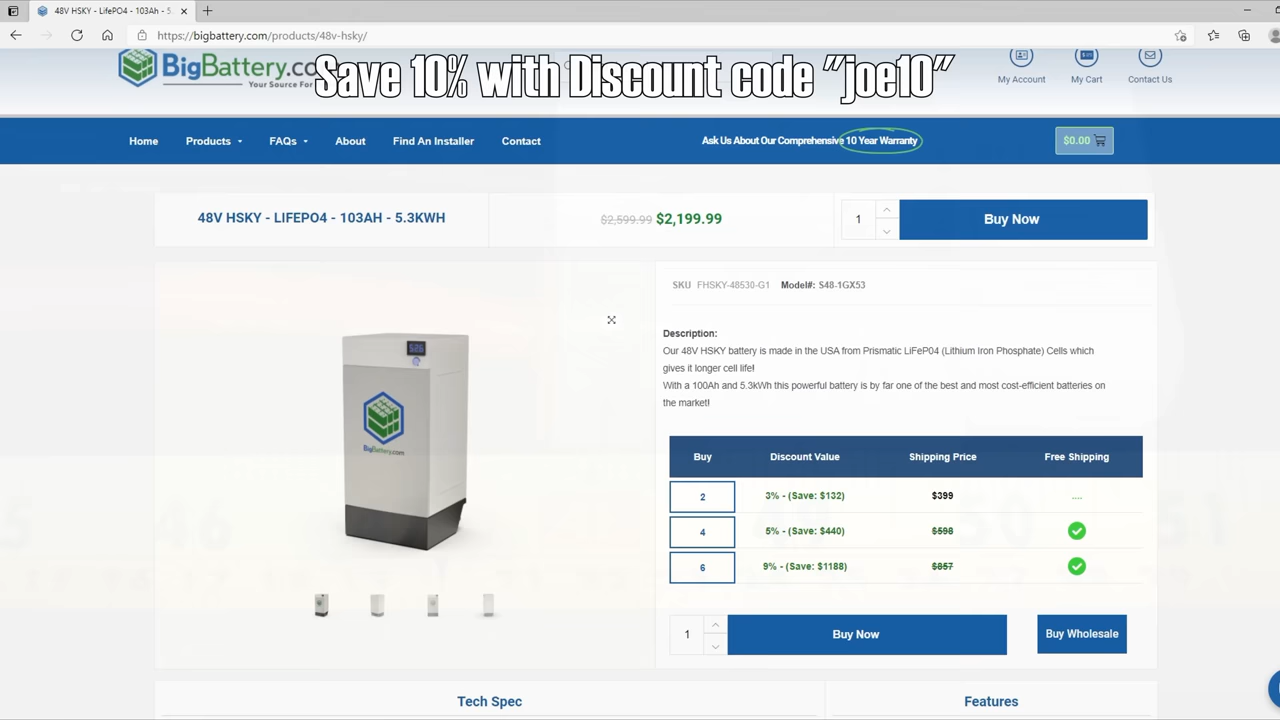 48V HSKY - LifePO4 - 103Ah - 5
https://bigbattery.com/products/48v-hsky/
Save 10% with Discount code "joe10"
BigBattery.co
Your Source For
My Account
My Cart
Contact Us
Home
Products
FAQs
About
Find An Installer
Contact
Ask Us About Our Comprehensive 10 Year Warranty
$0.00
48V HSKY - LIFEPO4 - 103AH - 5.3KWH
$2,599.99 $2,199.99
1
Buy Now
SKU FHSKY-48530-G1 Model#: S48-1GX53
Description:
Our 48V HSKY battery is made in the USA from Prismatic LiFeP04 (Lithium Iron Phosphate) Cells which
gives it longer cell life!
With a 100Ah and 5.3kWh this powerful battery is by far one of the best and most cost-efficient batteries on
the market!
BigBattery.com
Buy
Discount Value
Shipping Price
Free Shipping
2
3% - (Save: $132)
$399
....
4
5% - (Save: $440)
$598
6
9% - (Save: $1188)
$857
1
Buy Now
Buy Wholesale
Tech Spec
Features